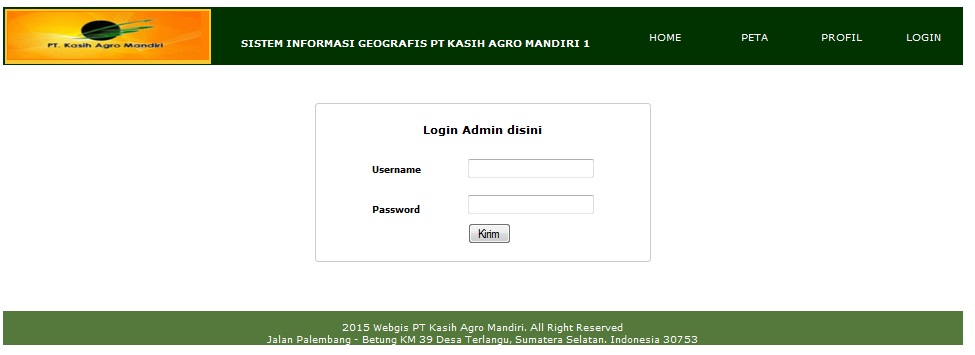 PT. Kasih Agro Mandiri
SISTEM INFORMASI GEOGRAFIS PT KASIH AGRO MANDIRI 1
HOME PETA PROFIL LOGIN
Login Admin disini
Username
Password
Kirim
2015 Webgis PT Kasih Agro Mandiri. All Right Reserved
Jalan Palembang - Betung KM 39 Desa Terlangu, Sumatera Selatan. Indonesia 30753